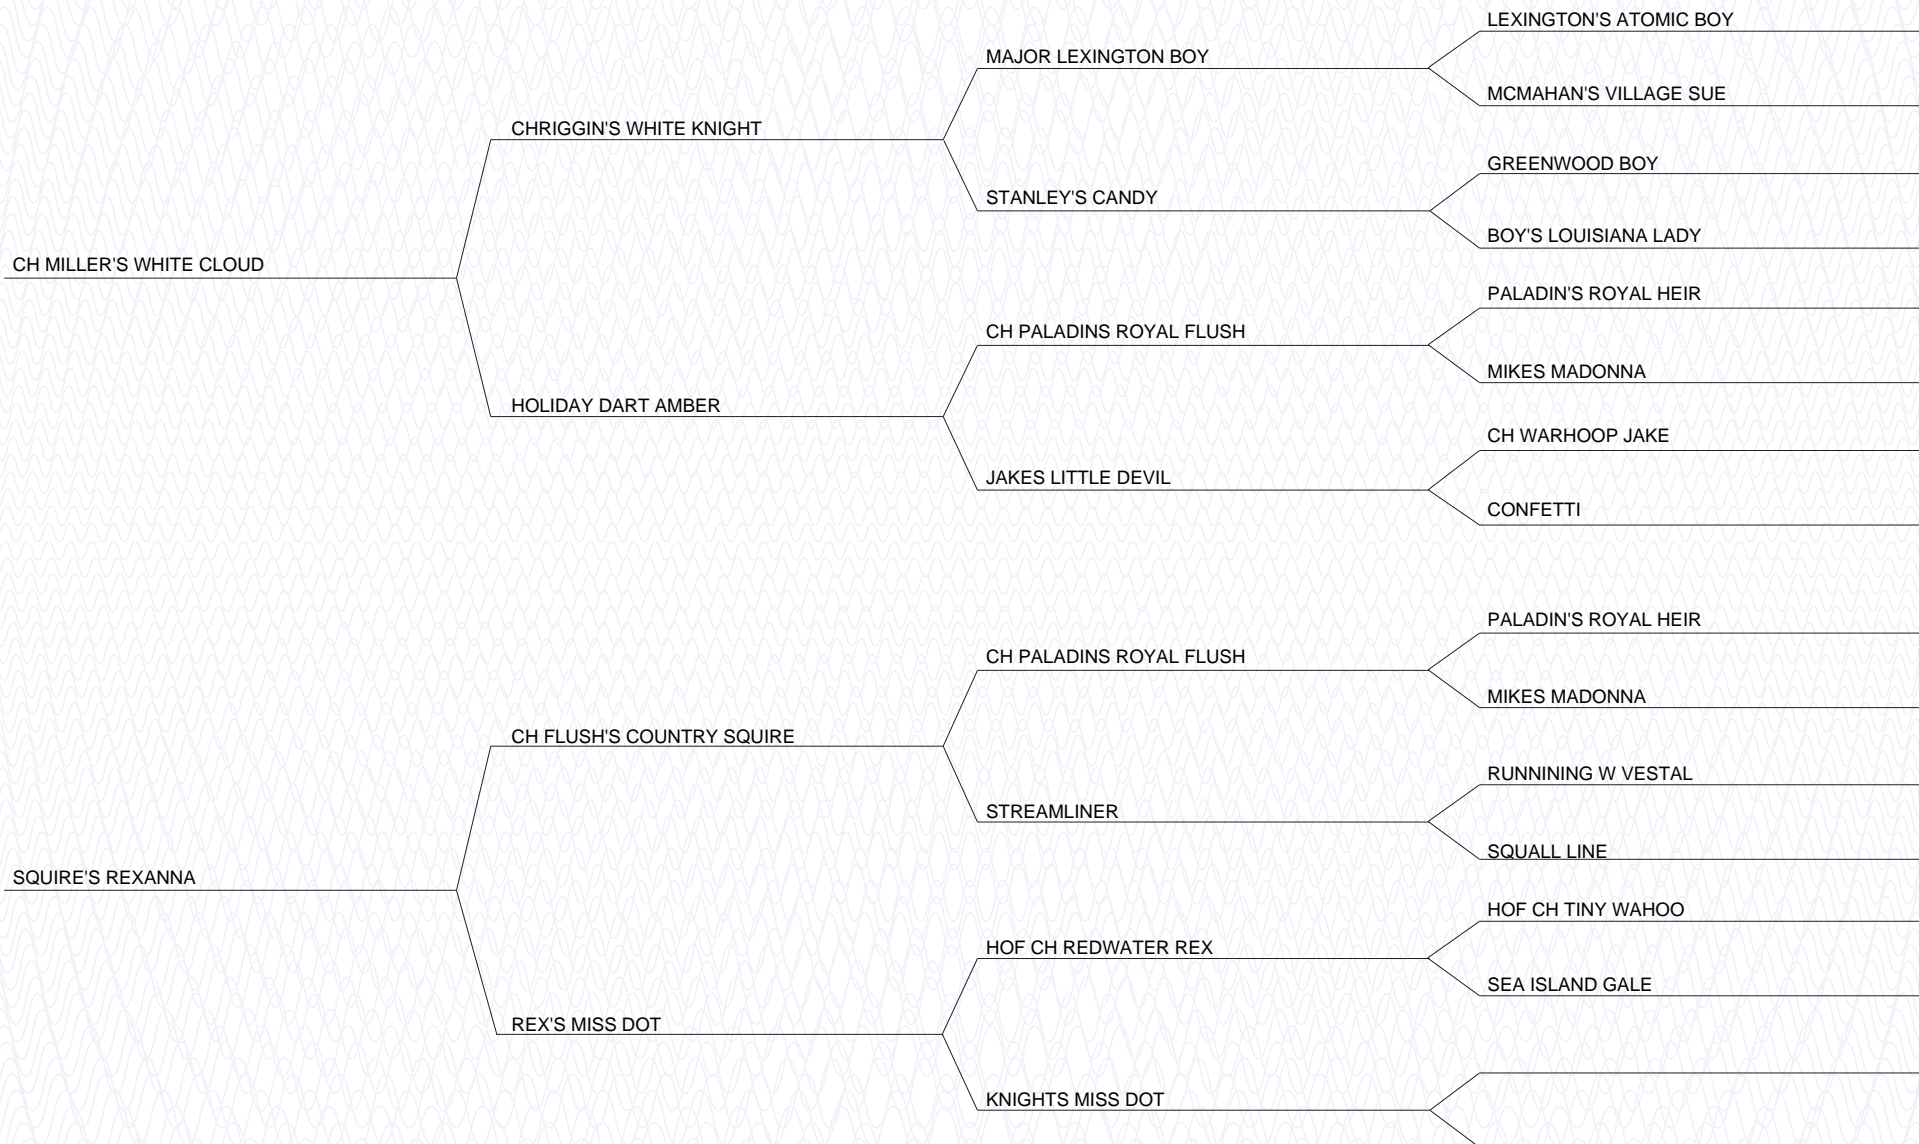 LEXINGTON'S ATOMIC BOY
MAJOR LEXINGTON BOY
MCMAHAN'S VILLAGE SUE
CHRIGGIN'S WHITE KNIGHT
GREENWOOD BOY
STANLEY'S CANDY
BOY'S LOUISIANA LADY
CH MILLER'S WHITE CLOUD
PALADIN'S ROYAL HEIR
CH PALADINS ROYAL FLUSH
MIKES MADONNA
HOLIDAY DART AMBER
CH WARHOOP JAKE
JAKES LITTLE DEVIL
CONFETTI
PALADIN'S ROYAL HEIR
CH PALADINS ROYAL FLUSH
MIKES MADONNA
CH FLUSH'S COUNTRY SQUIRE
RUNNINING W VESTAL
STREAMLINER
SQUALL LINE
SQUIRE'S REXANNA
HOF CH TINY WAHOO
HOF CH REDWATER REX
SEA ISLAND GALE
REX'S MISS DOT
KNIGHTS MISS DOT